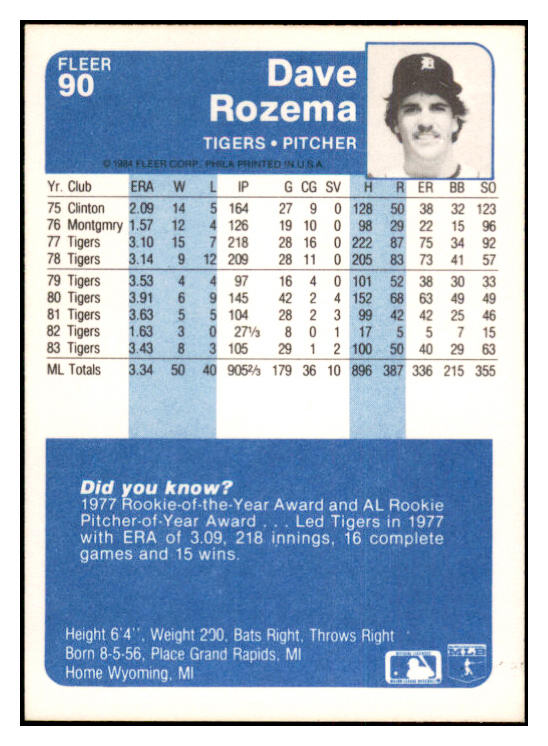 FLEER
90
Dave
Rozema
TIGERS • PITCHER
© 1984 FLEER CORP. PHILA PRINTED IN U.S.A.
Yr. Club ERA W L IP G CG SV H R ER BB SO
75 Clinton 2.09 14 5 164 27 9 0 128 50 38 32 123
76 Montgmry 1.57 12 4 126 19 10 0 98 29 22 15 96
77 Tigers 3.10 15 7 218 28 16 0 222 87 75 34 92
78 Tigers 3.14 9 12 209 28 11 0 205 83 73 41 57
79 Tigers 3.53 4 4 97 16 4 0 101 52 38 30 33
80 Tigers 3.91 6 9 145 42 2 4 152 68 63 49 49
81 Tigers 3.63 5 5 104 28 2 3 99 42 42 25 46
82 Tigers 1.63 3 0 27⅓ 8 0 1 17 5 5 7 15
83 Tigers 3.43 8 3 105 29 1 2 100 50 40 29 63
ML Totals 3.34 50 40 905⅔ 179 36 10 896 387 336 215 355
Did you know?
1977 Rookie-of-the-Year Award and AL Rookie
Pitcher-of-Year Award . . . Led Tigers in 1977
with ERA of 3.09, 218 innings, 16 complete
games and 15 wins.
Height 6'4'', Weight 200, Bats Right, Throws Right
Born 8-5-56, Place Grand Rapids, MI
Home Wyoming, MI